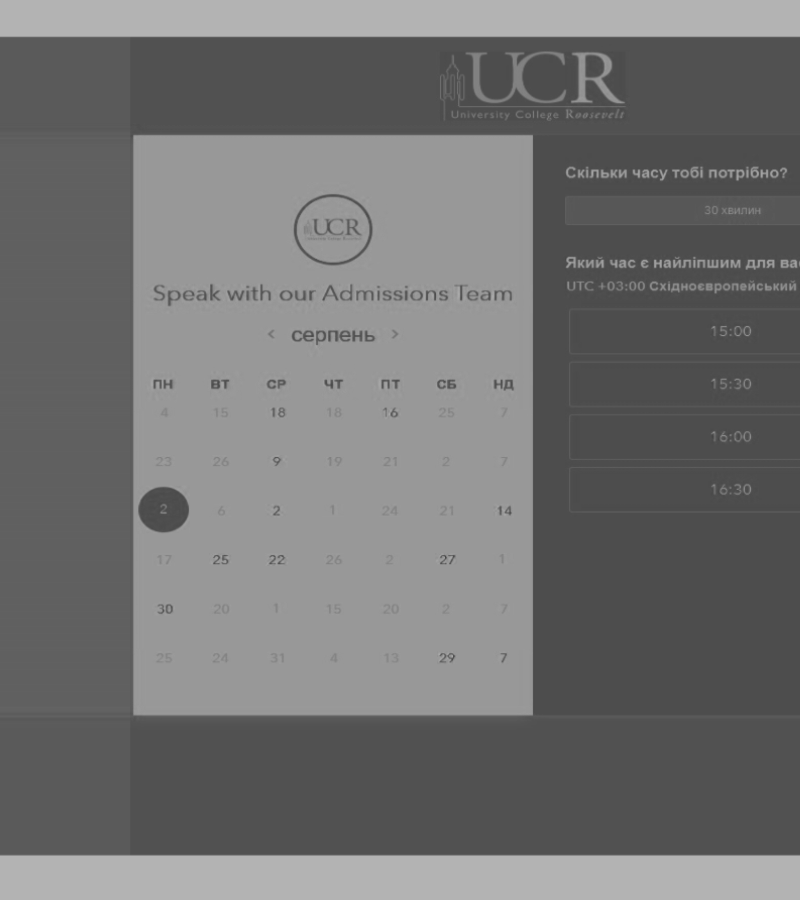 UCR
University College Roosevelt
UCR
Speak with our Admissions Team
< серпень >
ПН ВТ СР ЧТ ПТ СБ НД
4 15 18 18 16 25 7
23 26 9 19 21 2 7
2 6 2 1 24 21 14
17 25 22 26 2 27 1
30 20 1 15 20 2 7
25 24 31 4 13 29 7
Скільки часу тобі потрібно?
30 хвилин
Який час є найліпшим для
UTC +03:00 Східноєвропейський
15:00
15:30
16:00
16:30